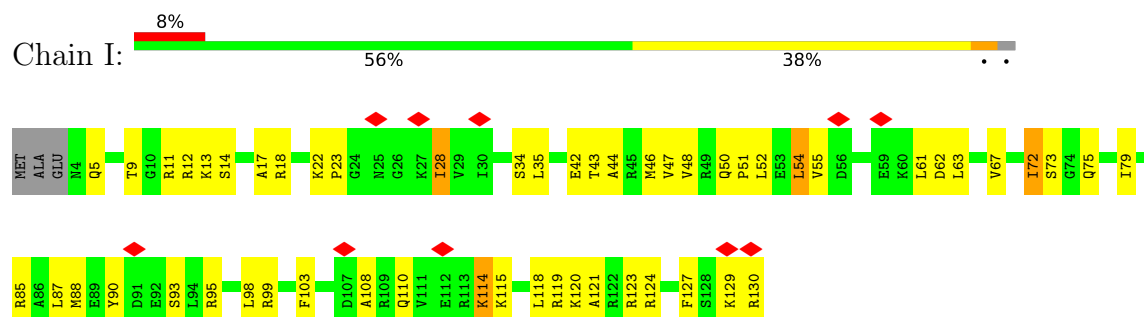 8%
Chain I:
56% 38% • •
MET ALA GLU N4 Q5 T9 G10 R11 R12 K13 S14 A17 R18 K22 P23 G24 N25 G26 K27 I28 V29 I30 S34 L35 E42 T43 A44 R45 M46 V47 V48 R49 Q50 P51 L52 E53 L54 V55 D56 E59 K60 L61 D62 L63 V67 I72 S73 G74 Q75 I79
R85 A86 L87 M88 E89 Y90 D91 E92 S93 L94 R95 L98 R99 F103 D107 A108 R109 Q110 V111 E112 R113 K114 K115 L118 R119 K120 A121 R122 R123 R124 F127 S128 K129 R130